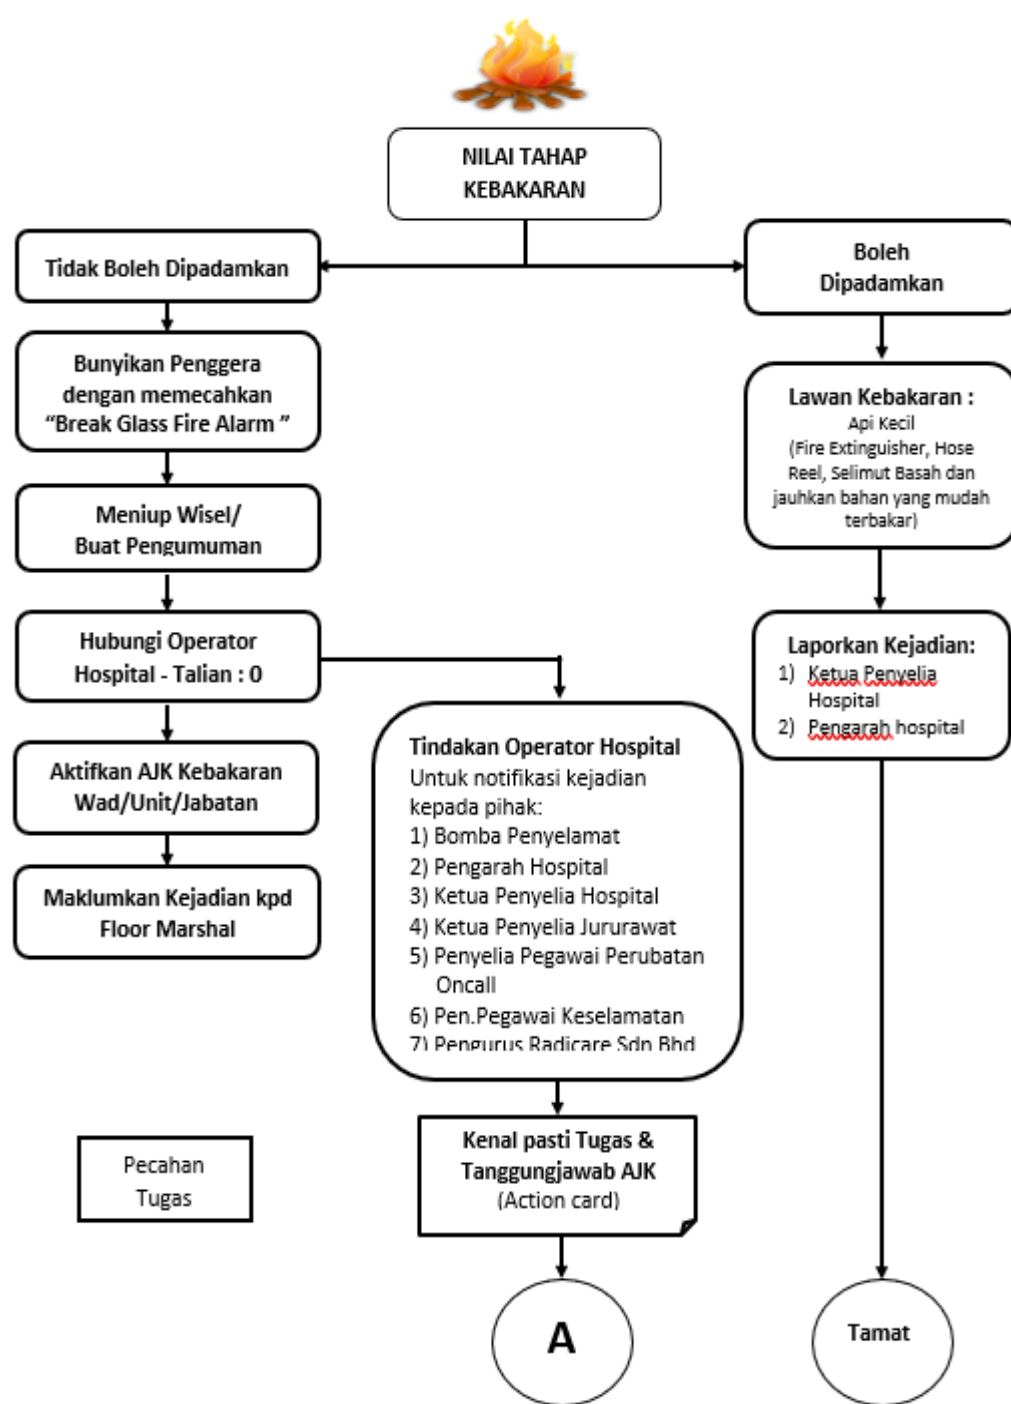 NILAI TAHAP
KEBAKARAN
Tidak Boleh Dipadamkan
Bunyikan Penggera
dengan memecahkan
“Break Glass Fire Alarm ”
Meniup Wisel/
Buat Pengumuman
Hubungi Operator
Hospital - Talian : 0
Aktifkan AJK Kebakaran
Wad/Unit/Jabatan
Maklumkan Kejadian kpd
Floor Marshal
Boleh
Dipadamkan
Lawan Kebakaran :
Api Kecil
(Fire Extinguisher, Hose
Reel, Selimut Basah dan
jauhkan bahan yang mudah
terbakar)
Laporkan Kejadian:
1) Ketua Penyelia
Hospital
2) Pengarah hospital
Tindakan Operator Hospital
Untuk notifikasi kejadian
kepada pihak:
1) Bomba Penyelamat
2) Pengarah Hospital
3) Ketua Penyelia Hospital
4) Ketua Penyelia Jururawat
5) Penyelia Pegawai Perubatan
Oncall
6) Pen.Pegawai Keselamatan
7) Pengurus Radicare Sdn Bhd
Kenal pasti Tugas &
Tanggungjawab AJK
(Action card)
Pecahan
Tugas
A
Tamat